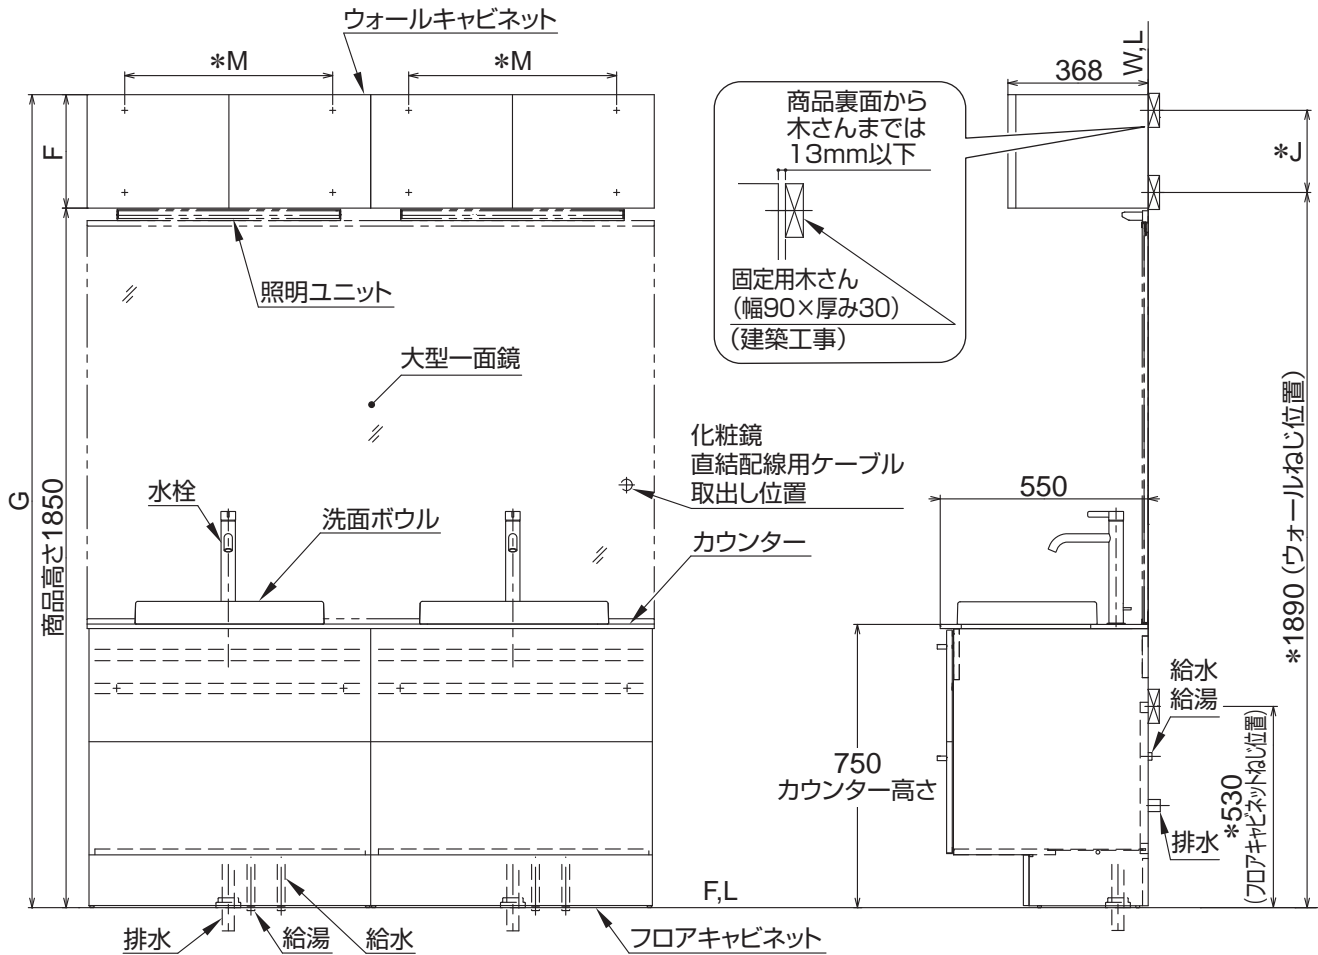 ウォールキャビネット
*M
*M
F
G
商品高さ1850
照明ユニット
大型一面鏡
化粧鏡
直結配線用ケーブル
取出し位置
水栓
洗面ボウル
カウンター
排水
給湯
給水
フロアキャビネット
F,L
商品裏面から
木さんまでは
13mm以下
固定用木さん
(幅90×厚み30)
(建築工事)
368
W,L
*J
550
*1890(ウォールねじ位置)
750
カウンター高さ
給水
給湯
排水
*530
(フロアキャビネットねじ位置)